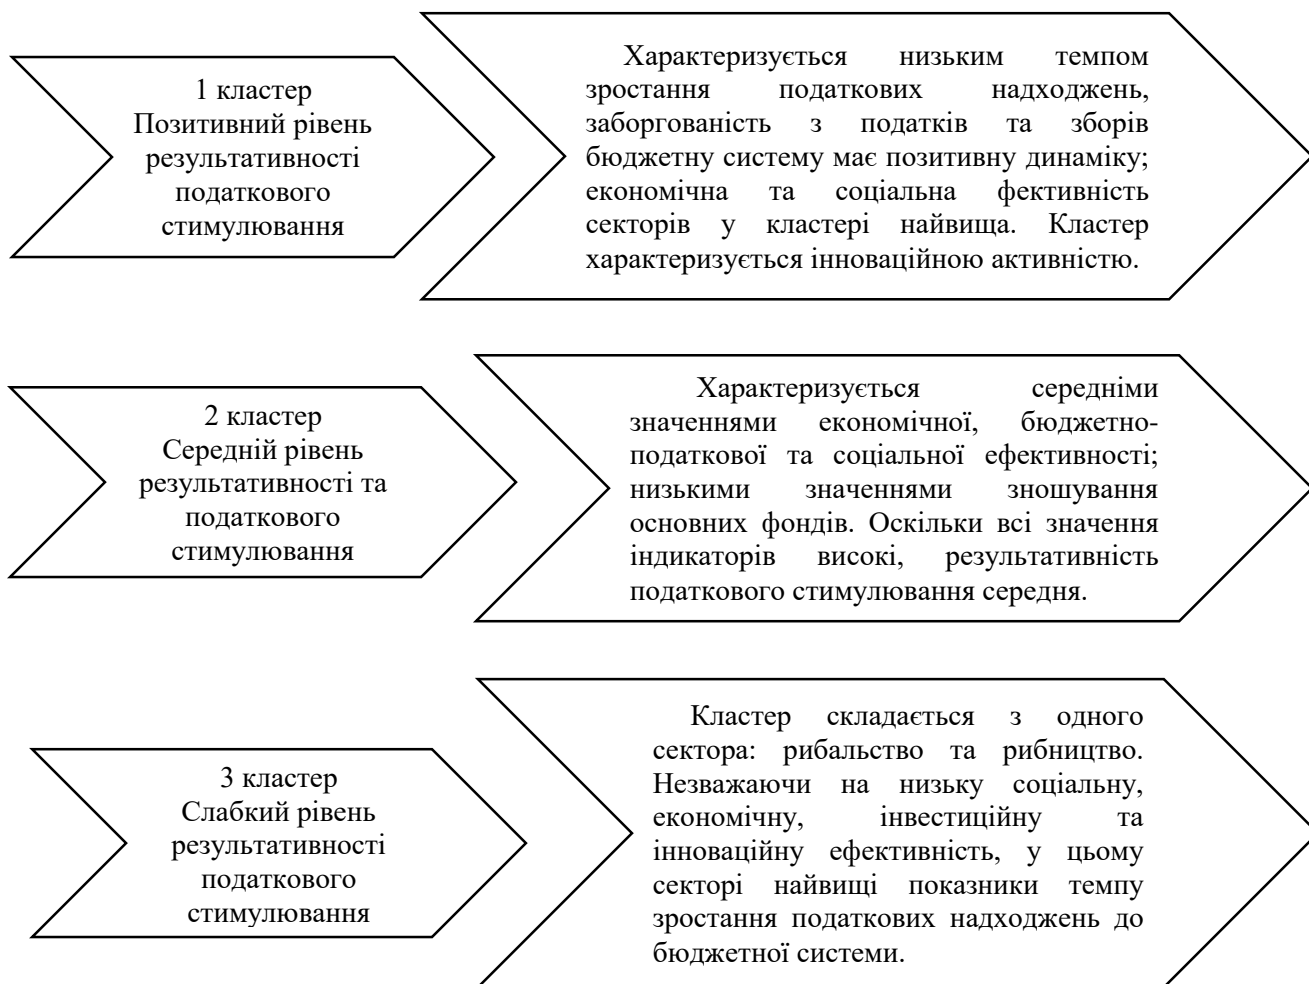 1 кластер
Позитивний рівень
результативності
податкового
стимулювання
Характеризується низьким темпом
зростання податкових надходжень,
заборгованість з податків та зборів
бюджетну систему має позитивну динаміку;
економічна та соціальна фективність
секторів у кластері найвища. Кластер
характеризується інноваційною активністю.
2 кластер
Середній рівень
результативності та
податкового
стимулювання
Характеризується середніми
значеннями економічної, бюджетно-
податкової та соціальної ефективності;
низькими значеннями зношування
основних фондів. Оскільки всі значення
індикаторів високі, результативність
податкового стимулювання середня.
3 кластер
Слабкий рівень
результативності
податкового
стимулювання
Кластер складається з одного
сектора: рибальство та рибництво.
Незважаючи на низьку соціальну,
економічну, інвестиційну та
інноваційну ефективність, у цьому
секторі найвищі показники темпу
зростання податкових надходжень до
бюджетної системи.